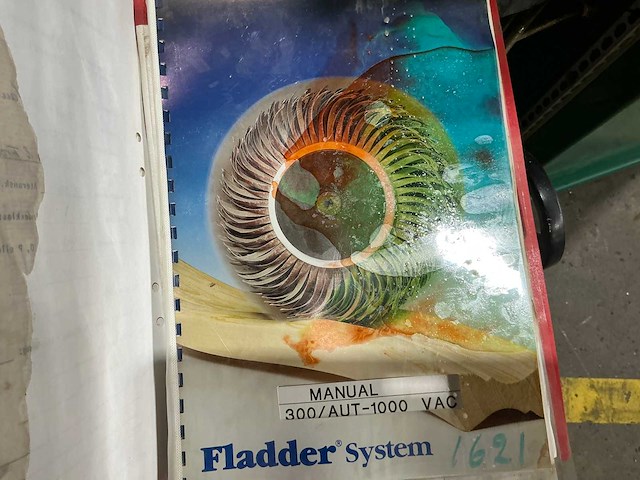 MANUAL
300/AUT-1000 VAC
Fladder® System
1621